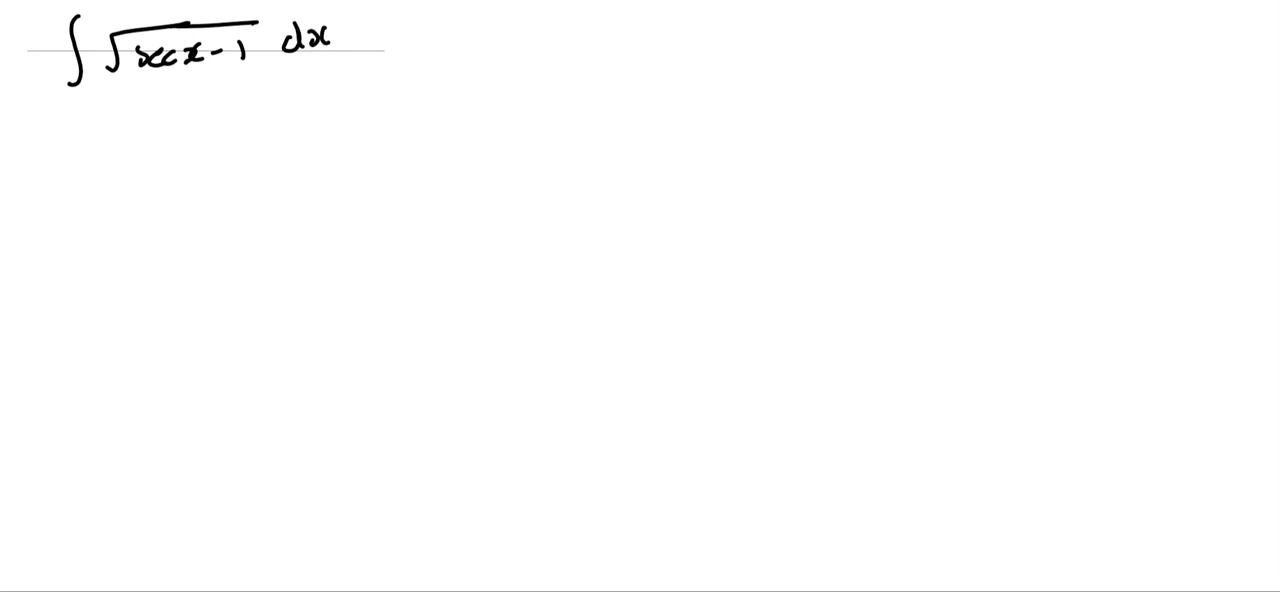 ∫ √(sec x - 1) dx